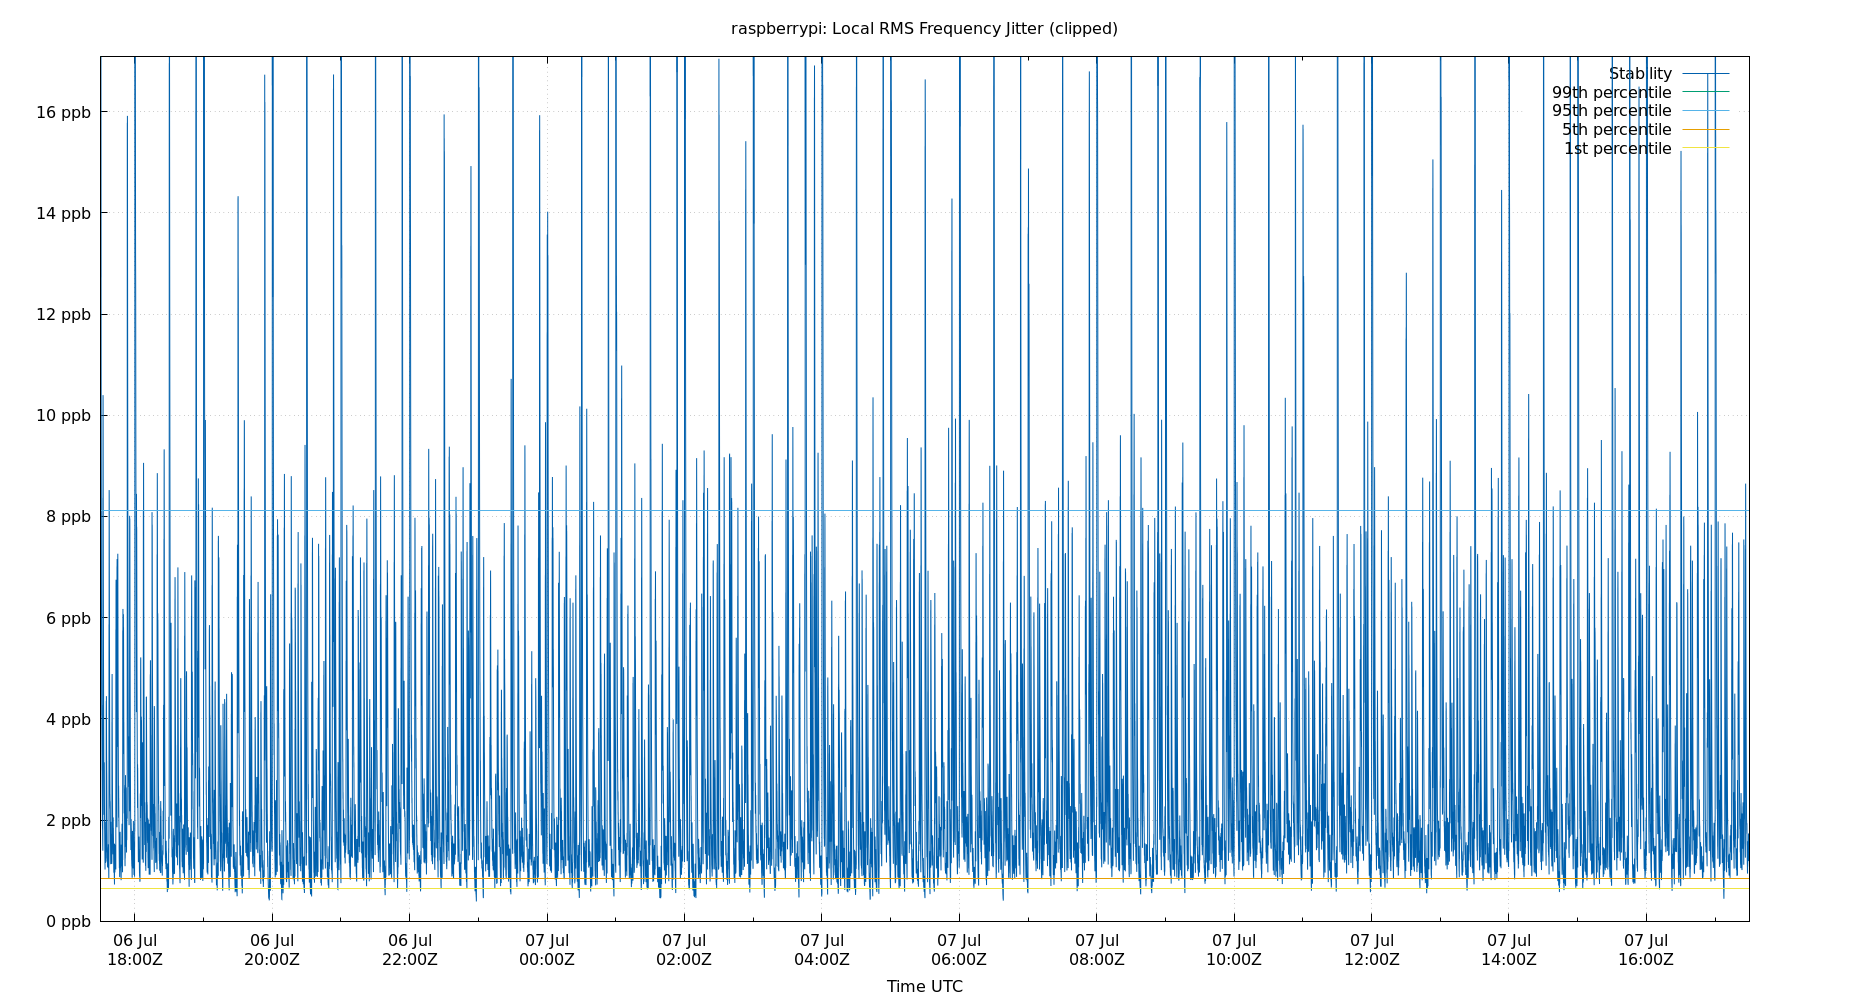 raspberrypi: Local RMS Frequency Jitter (clipped)
Stability
99th percentile
95th percentile
5th percentile
1st percentile
16 ppb
14 ppb
12 ppb
10 ppb
8 ppb
6 ppb
4 ppb
2 ppb
0 ppb
06 Jul 06 Jul 06 Jul 07 Jul 07 Jul 07 Jul 07 Jul 07 Jul 07 Jul 07 Jul 07 Jul 07 Jul
18:00Z 20:00Z 22:00Z 00:00Z 02:00Z 04:00Z 06:00Z 08:00Z 10:00Z 12:00Z 14:00Z 16:00Z
Time UTC